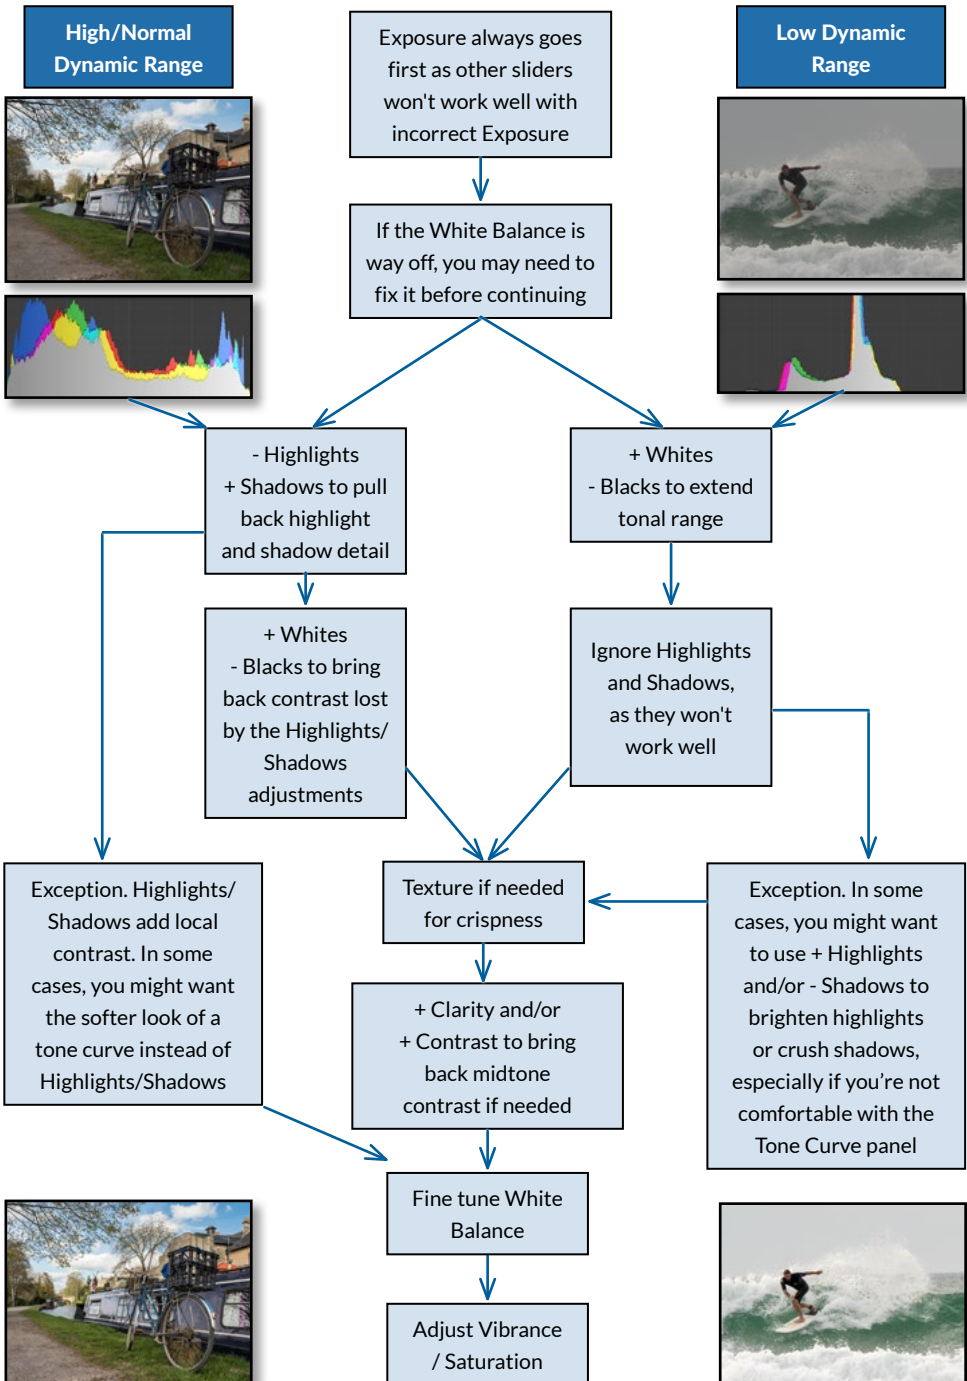 High/Normal
Dynamic Range
Exposure always goes
first as other sliders
won't work well with
incorrect Exposure
Low Dynamic
Range
If the White Balance is
way off, you may need to
fix it before continuing
- Highlights
+ Shadows to pull
back highlight
and shadow detail
+ Whites
- Blacks to extend
tonal range
+ Whites
- Blacks to bring
back contrast lost
by the Highlights/
Shadows
adjustments
Ignore Highlights
and Shadows,
as they won't
work well
Exception. Highlights/
Shadows add local
contrast. In some
cases, you might want
the softer look of a
tone curve instead of
Highlights/Shadows
Texture if needed
for crispness
Exception. In some
cases, you might want
to use + Highlights
and/or - Shadows to
brighten highlights
or crush shadows,
especially if you’re not
comfortable with the
Tone Curve panel
+ Clarity and/or
+ Contrast to bring
back midtone
contrast if needed
Fine tune White
Balance
Adjust Vibrance
/ Saturation